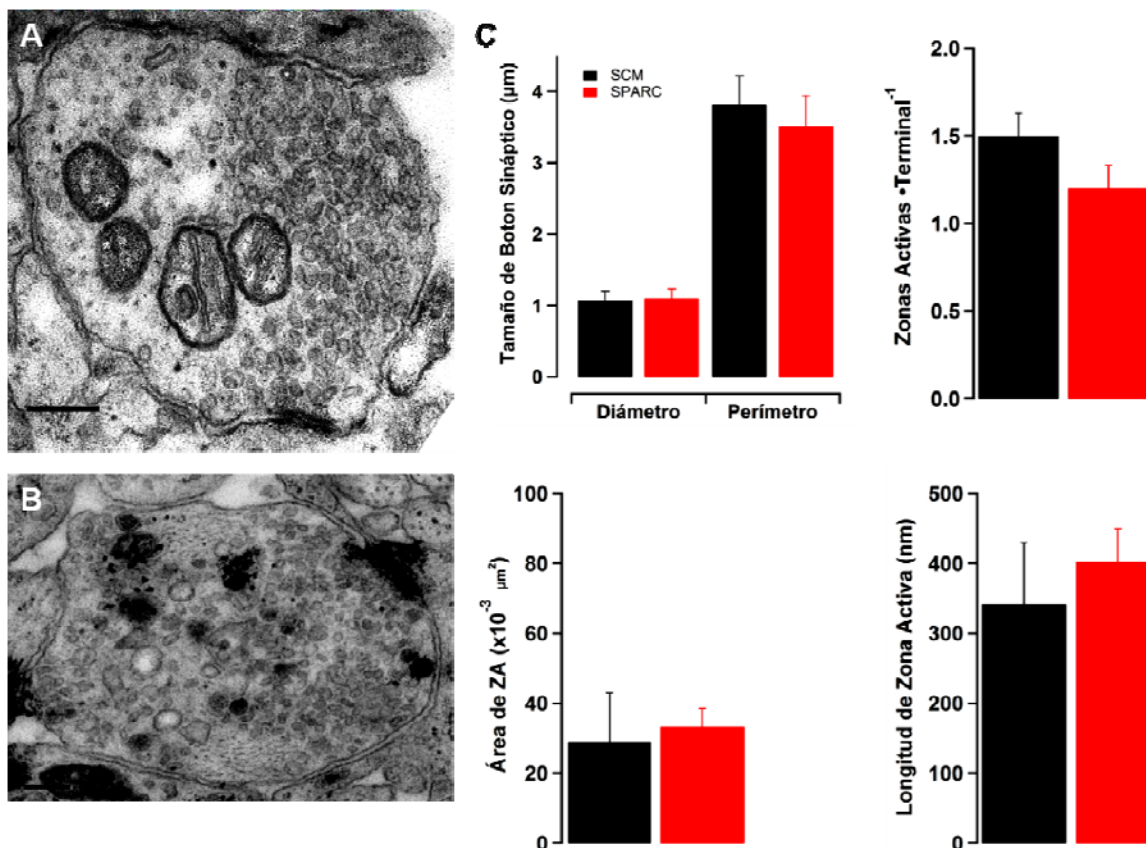 A
B
C
Tamaño de Boton Sináptico (µm)
4
3
2
1
0
SCM
SPARC
Diámetro
Perímetro
Zonas Activas •Terminal⁻¹
2.0
1.5
1.0
0.5
0.0
Área de ZA (x10⁻³ µm²)
100
80
60
40
20
0
Longitud de Zona Activa (nm)
500
400
300
200
100
0